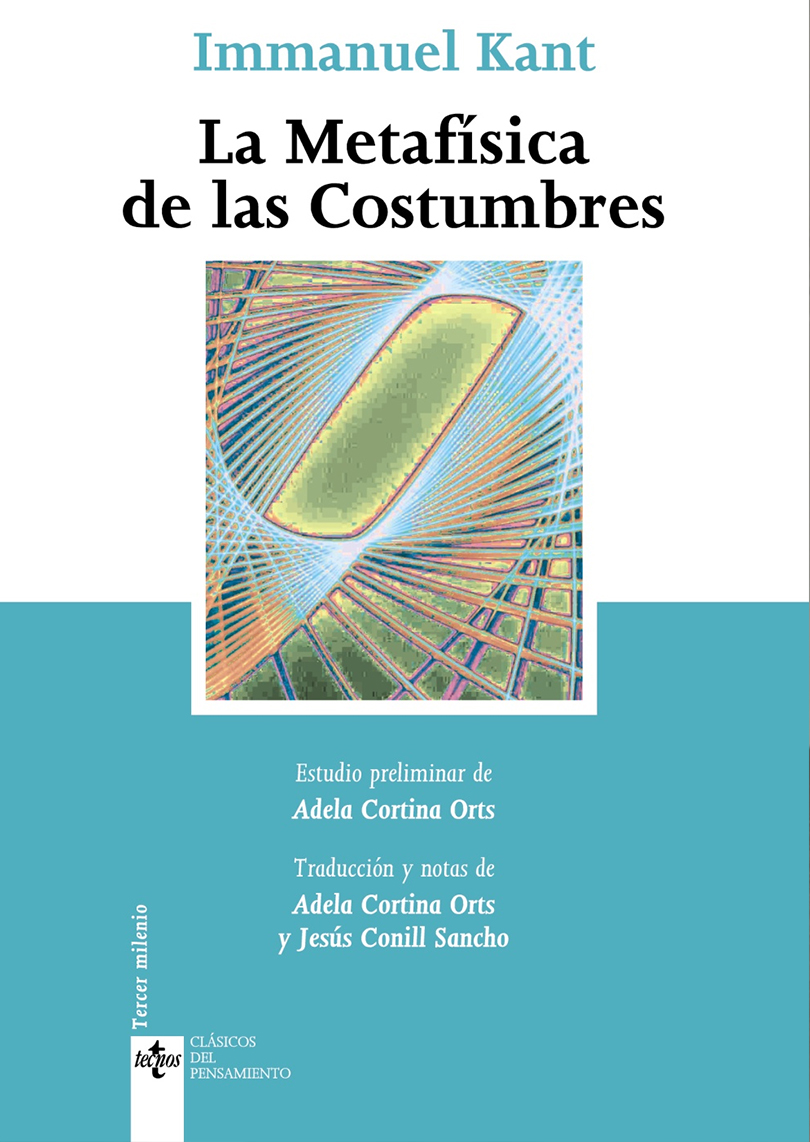 Immanuel Kant
La Metafísica
de las Costumbres
Estudio preliminar de
Adela Cortina Orts
Traducción y notas de
Adela Cortina Orts
y Jesús Conill Sancho
Tercer milenio
tecnos
CLÁSICOS
DEL
PENSAMIENTO